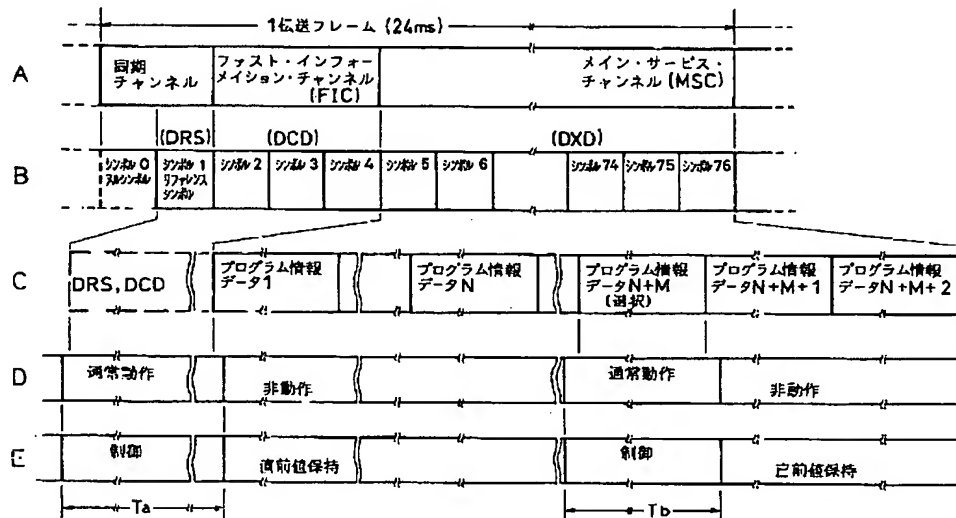 1伝送フレーム (24ms)
A
同期
チャンネル
ファスト・インフォー
メイション・チャンネル
(FIC)
メイン・サービス・
チャンネル (MSC)
(DRS)
(DCD)
(DXD)
B
シンボル 0
ヌルシンボル
シンボル 1
リファレンス
シンボル
シンボル 2
シンボル 3
シンボル 4
シンボル 5
シンボル 6
シンボル 74
シンボル 75
シンボル 76
C
DRS, DCD
プログラム情報
データ1
プログラム情報
データN
プログラム情報
データN+M
(選択)
プログラム情報
データN+M+1
プログラム情報
データN+M+2
D
通常動作
非動作
通常動作
非動作
E
制御
直前値保持
制御
直前値保持
Ta
Tb